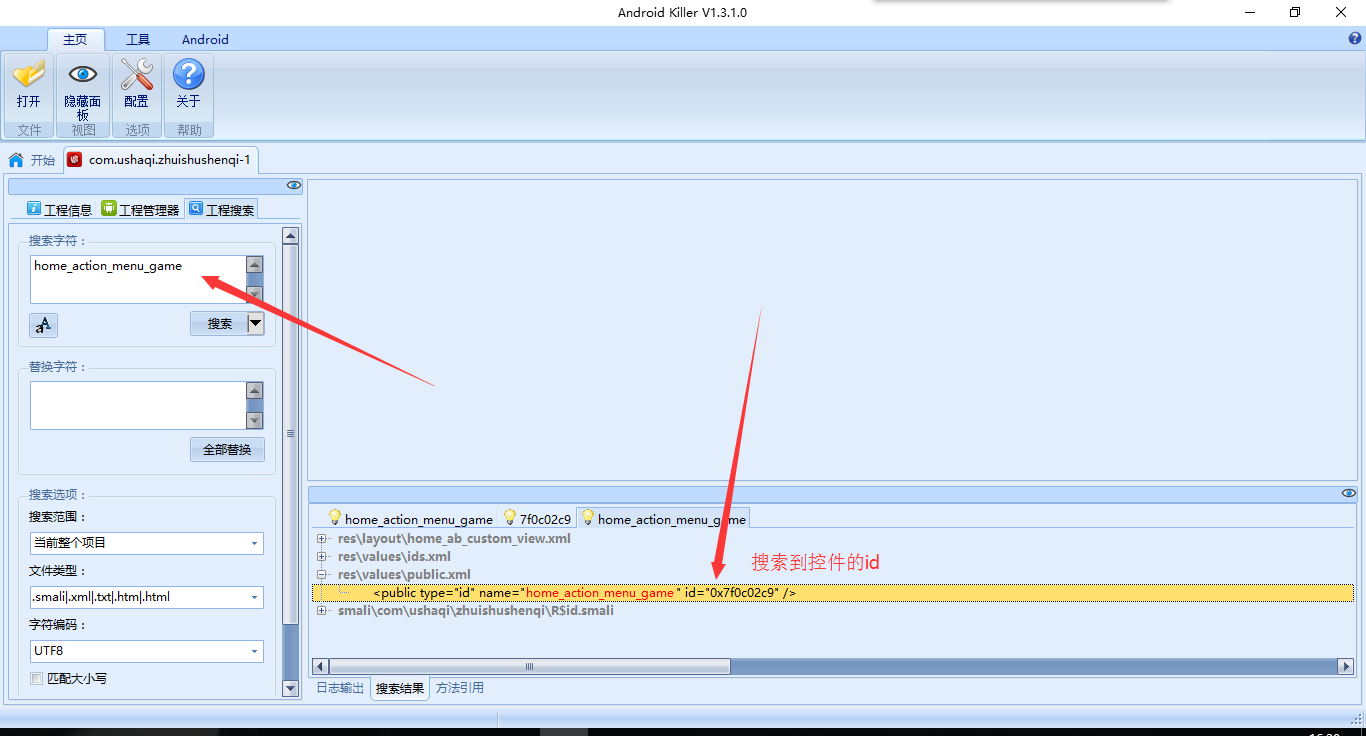 Android Killer V1.3.1.0
主页 工具 Android
打开 隐藏面板 配置 关于
文件 视图 选项 帮助
开始 com.ushaqi.zhuishushenqi-1
工程信息 工程管理器 工程搜索
搜索字符：
home_action_menu_game
aA
搜索
替换字符：
全部替换
搜索选项：
搜索范围：
当前整个项目
文件类型：
.smali|.xml|.txt|.htm|.html
字符编码：
UTF8
匹配大小写
home_action_menu_game 7f0c02c9 home_action_menu_game
res\layout\home_ab_custom_view.xml
res\values\ids.xml
res\values\public.xml
搜索到控件的id
<public type="id" name="home_action_menu_game" id="0x7f0c02c9" />
smali\com\ushaqi\zhuishushenqi\R$id.smali
日志输出 搜索结果 方法引用